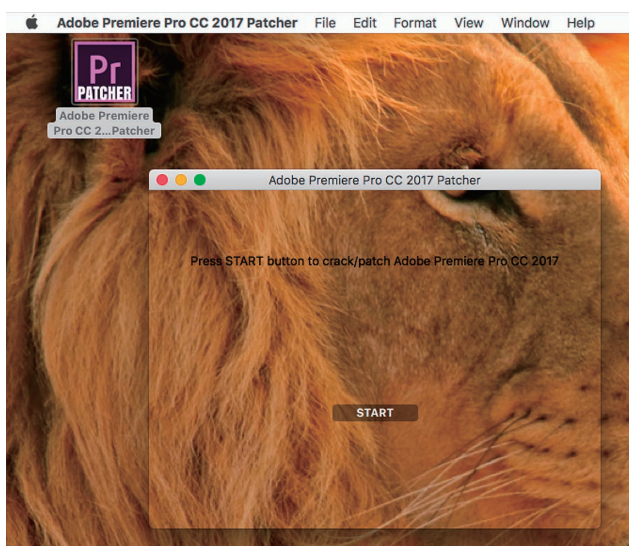 Adobe Premiere Pro CC 2017 Patcher File Edit Format View Window Help
Pr
PATCHER
Adobe Premiere
Pro CC 2...Patcher
Adobe Premiere Pro CC 2017 Patcher
Press START button to crack/patch Adobe Premiere Pro CC 2017
START